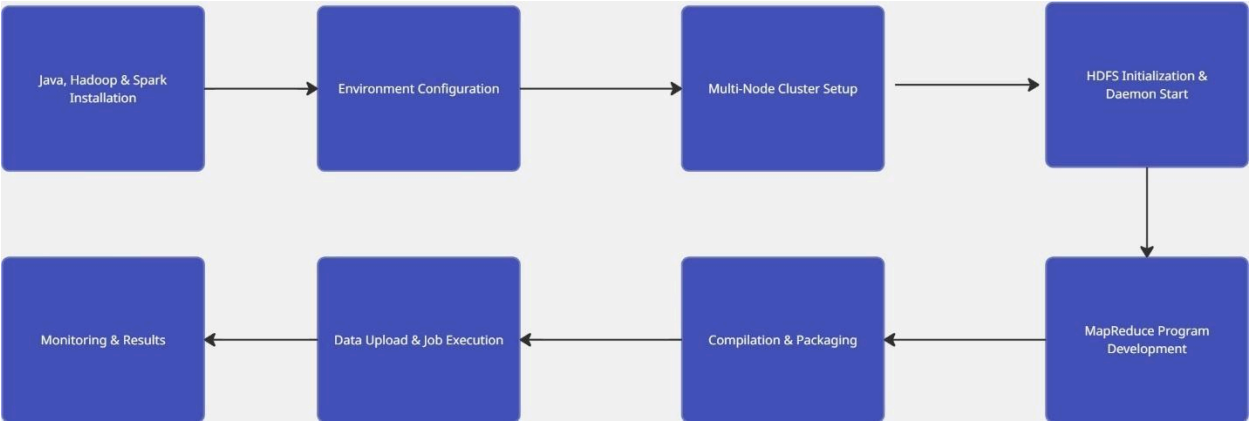 Java, Hadoop & Spark
Installation
Environment Configuration
Multi-Node Cluster Setup
HDFS Initialization &
Daemon Start
MapReduce Program
Development
Compilation & Packaging
Data Upload & Job Execution
Monitoring & Results